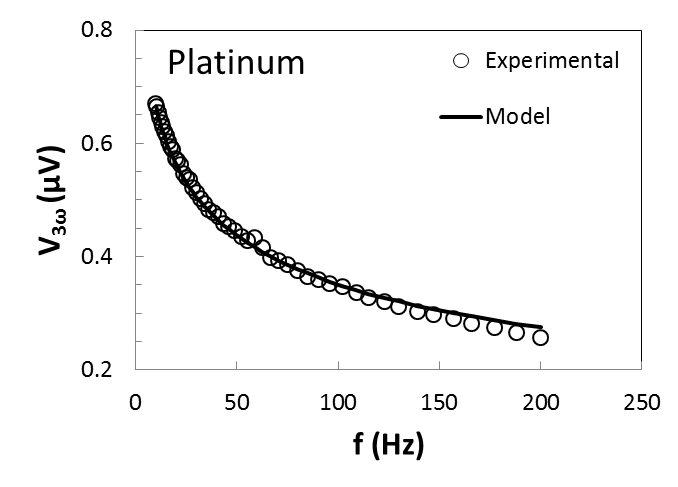 Platinum
Experimental
Model
V3ω (μV)
0.8
0.6
0.4
0.2
0 50 100 150 200 250
f (Hz)